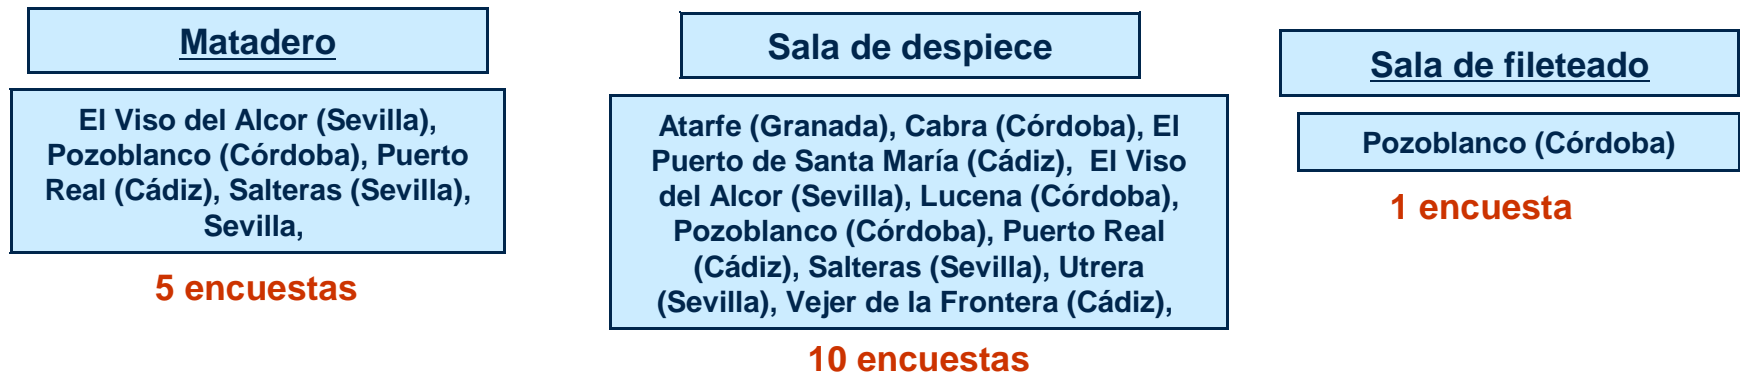 Matadero
El Viso del Alcor (Sevilla),
Pozoblanco (Córdoba), Puerto
Real (Cádiz), Salteras (Sevilla),
Sevilla,
5 encuestas
Sala de despiece
Atarfe (Granada), Cabra (Córdoba), El
Puerto de Santa María (Cádiz),  El Viso
del Alcor (Sevilla), Lucena (Córdoba),
Pozoblanco (Córdoba), Puerto Real
(Cádiz), Salteras (Sevilla), Utrera
(Sevilla), Vejer de la Frontera (Cádiz),
10 encuestas
Sala de fileteado
Pozoblanco (Córdoba)
1 encuesta